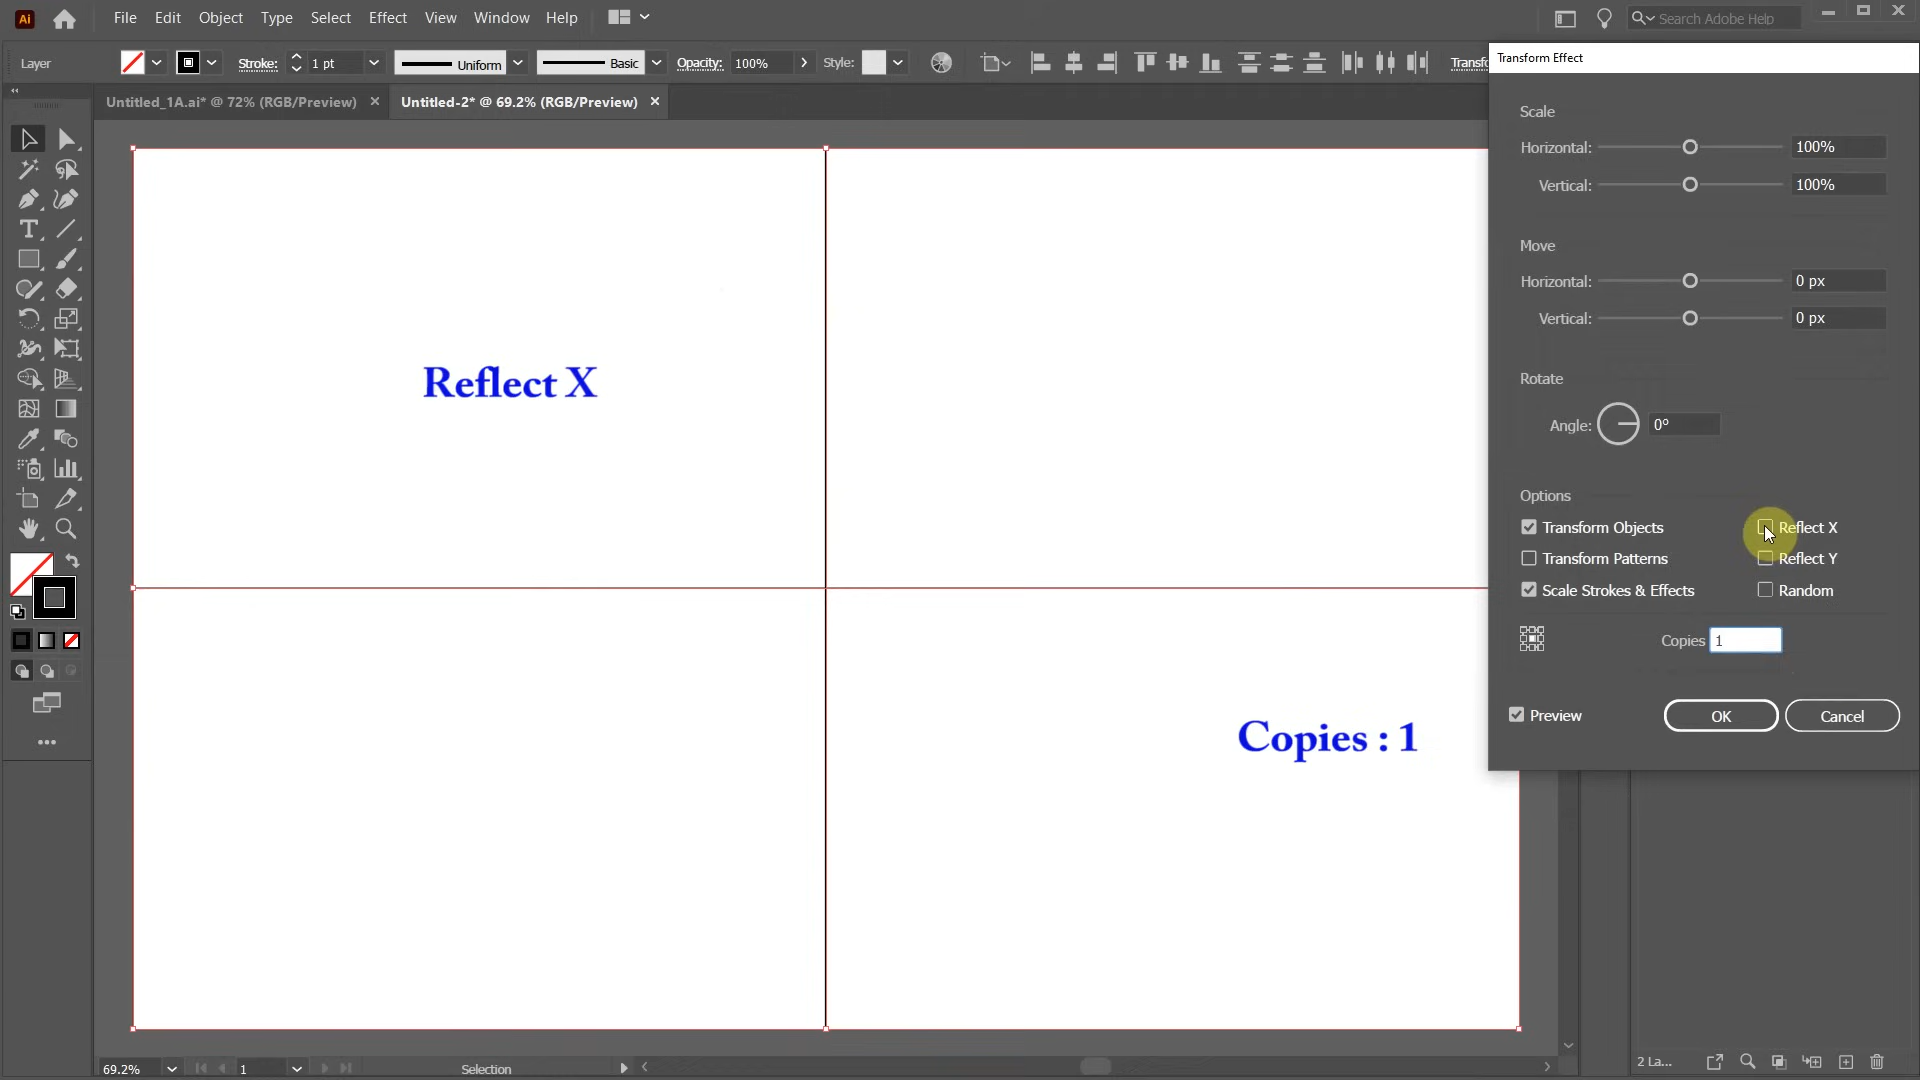 Ai File Edit Object Type Select Effect View Window Help Search Adobe Help
Layer Stroke: 1 pt Uniform Basic Opacity: 100% Style: Transfo
Transform Effect
Untitled_1A.ai* @ 72% (RGB/Preview) Untitled-2* @ 69.2% (RGB/Preview)
Scale
Horizontal: 100%
Vertical: 100%
Move
Horizontal: 0 px
Vertical: 0 px
Reflect X
Rotate
Angle: 0°
Options
Transform Objects Reflect X
Transform Patterns Reflect Y
Scale Strokes & Effects Random
Copies 1
Preview OK Cancel
Copies : 1
69.2% 1 Selection 2 La...